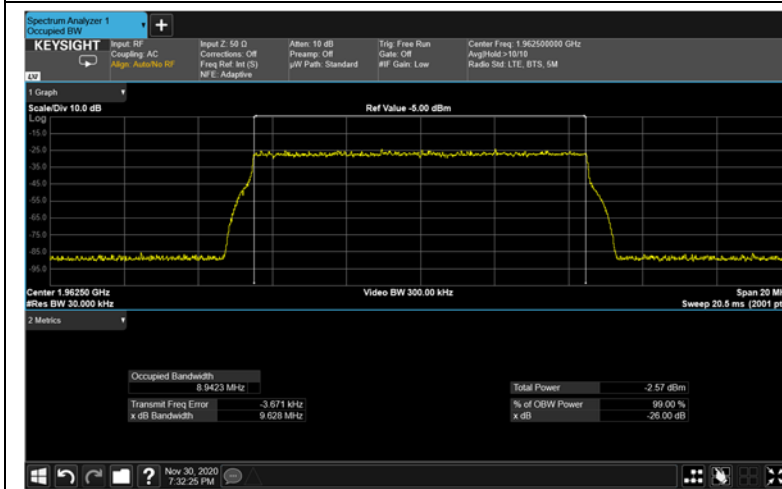 Spectrum Analyzer 1
Occupied BW
KEYSIGHT
Input: RF
Coupling: AC
Align: Auto/No RF
Input Z: 50 Ω
Corrections: Off
Freq Ref: Int (S)
NFE: Adaptive
Atten: 10 dB
Preamp: Off
µW Path: Standard
Trig: Free Run
Gate: Off
#IF Gain: Low
Center Freq: 1.962500000 GHz
Avg|Hold:>10/10
Radio Std: LTE, BTS, 5M
LXI
1 Graph
Scale/Div 10.0 dB
Ref Value -5.00 dBm
Log
-15.0
-25.0
-35.0
-45.0
-55.0
-65.0
-75.0
-85.0
-95.0
Center 1.96250 GHz
Video BW 300.00 kHz
Span 20
#Res BW 30.000 kHz
Sweep 20.5 ms (2001
2 Metrics
Occupied Bandwidth
8.9423 MHz
Total Power -2.57 dBm
Transmit Freq Error -3.671 kHz
% of OBW Power 99.00 %
x dB Bandwidth 9.628 MHz
x dB -26.00 dB
?
Nov 30, 2020
7:32:25 PM